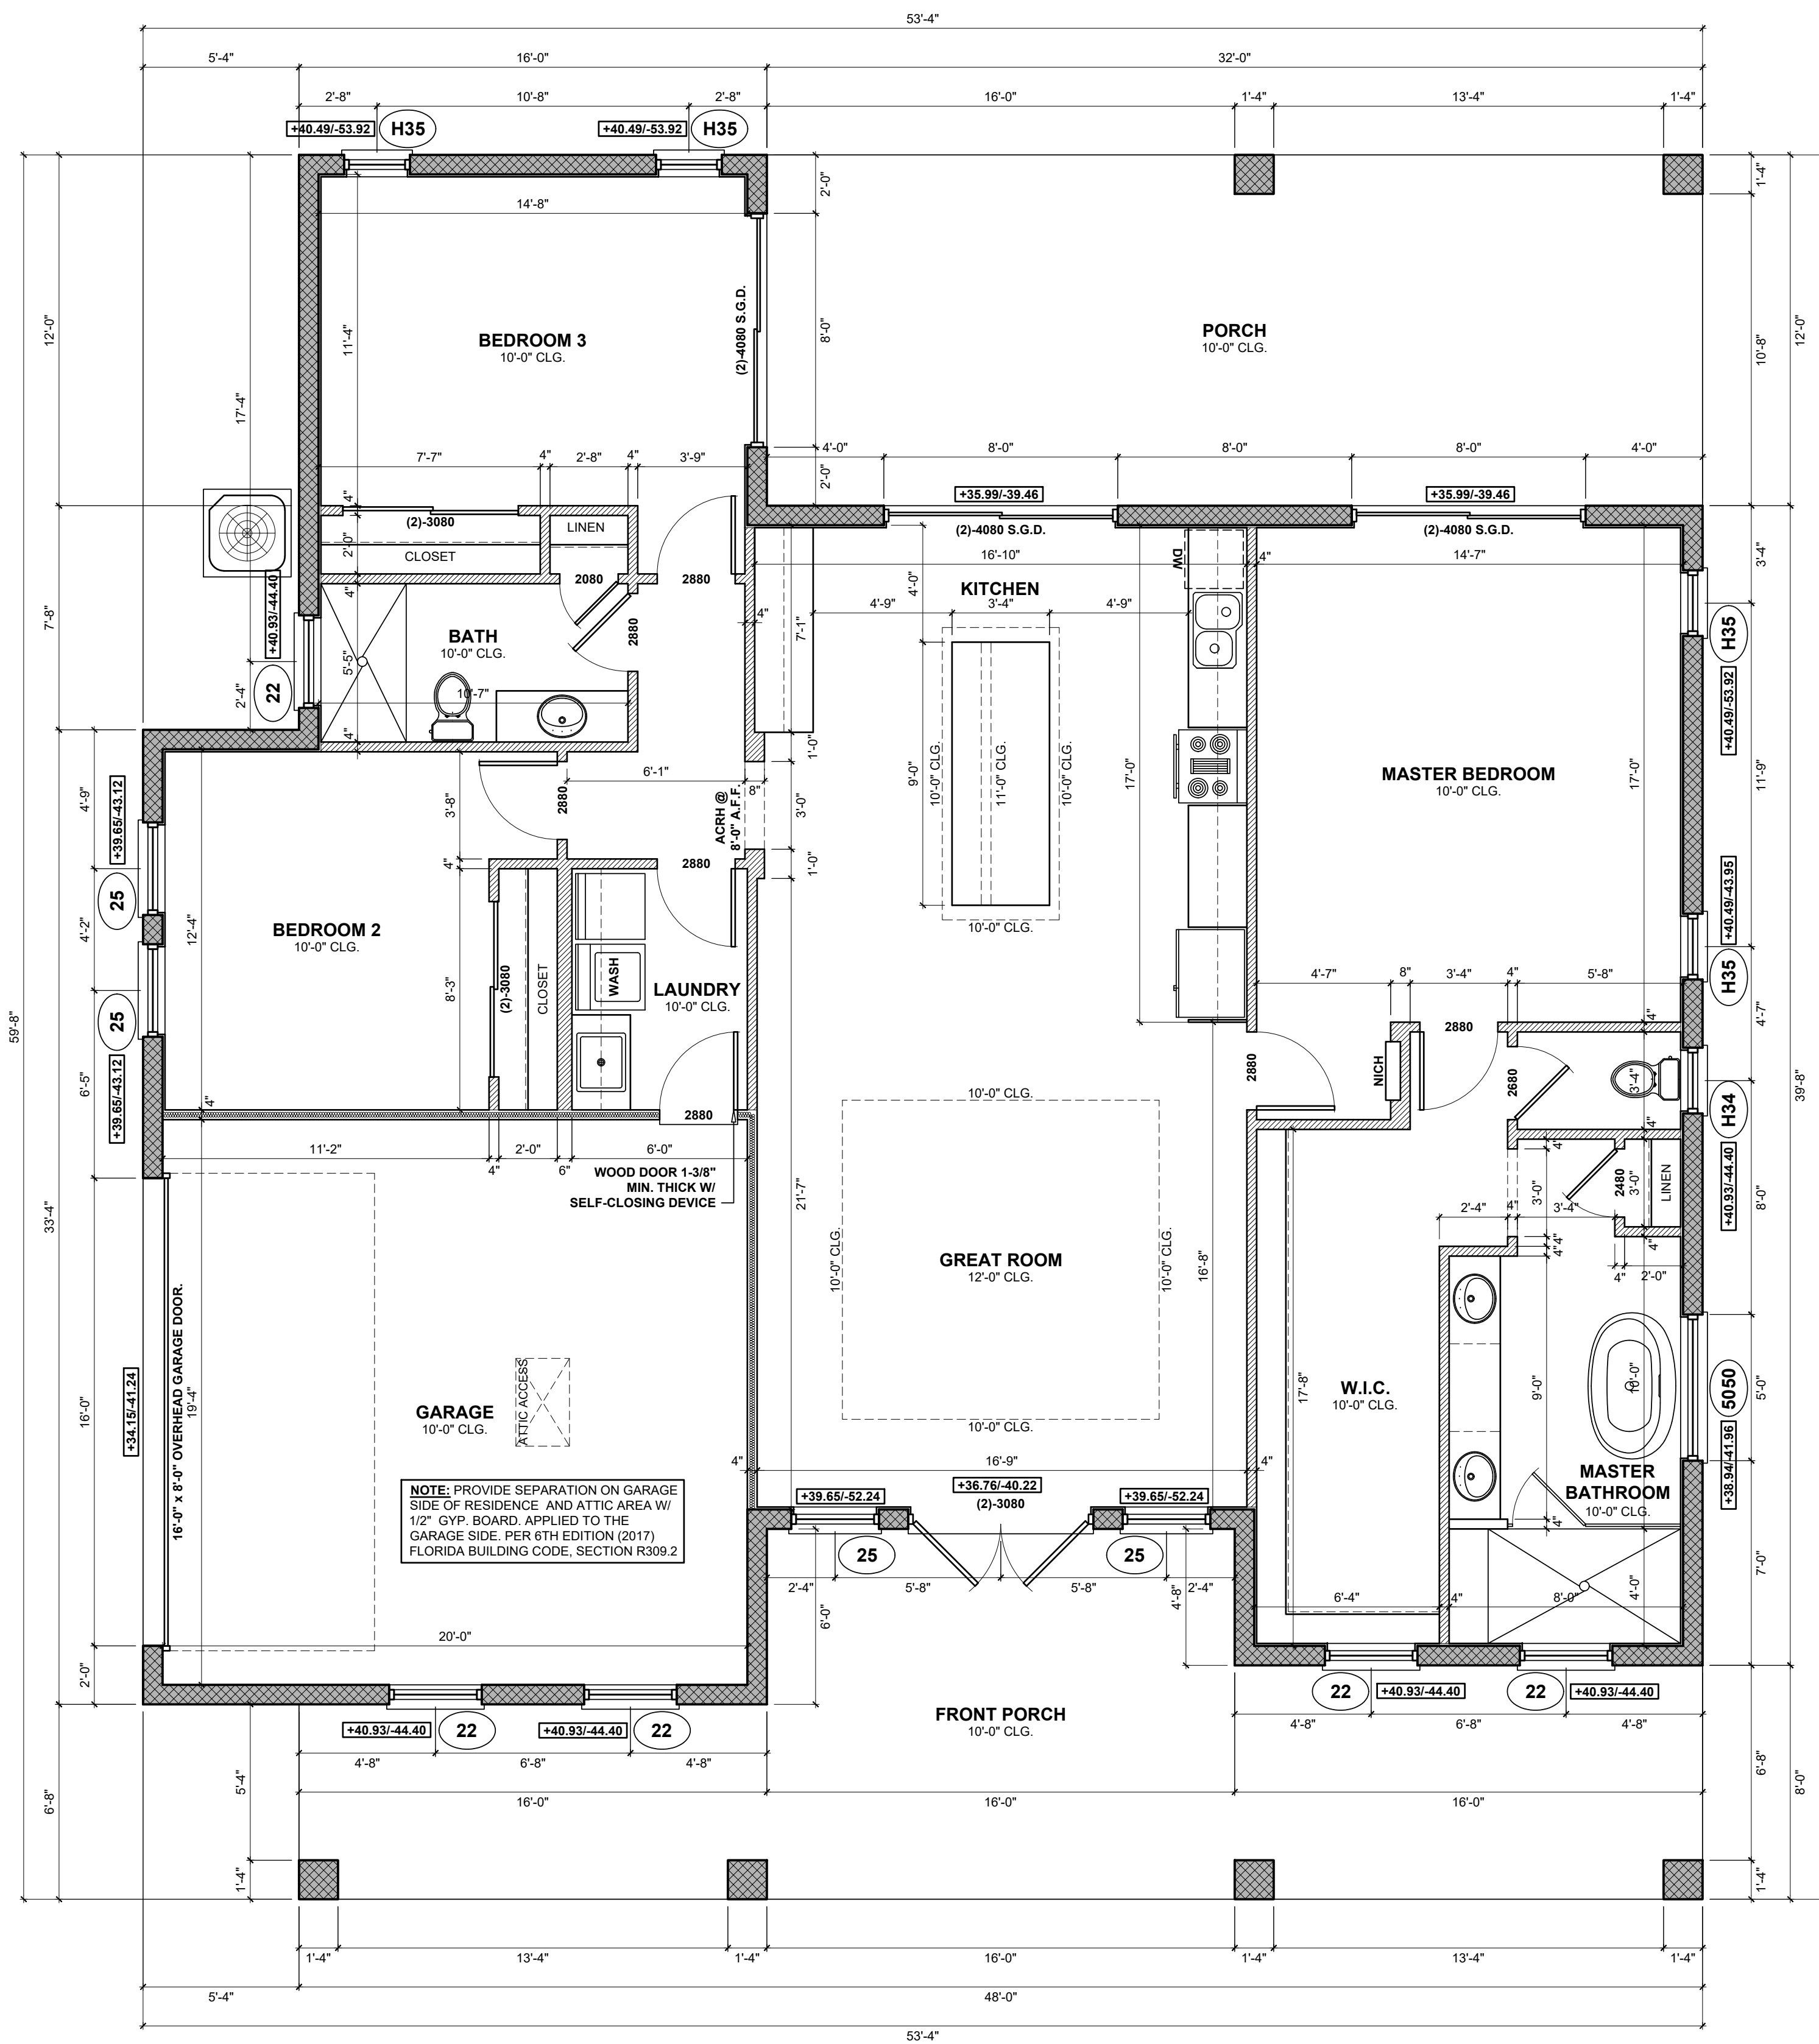 53'-4"
5'-4" 16'-0" 32'-0"
2'-8" 10'-8" 2'-8" 16'-0" 1'-4" 13'-4" 1'-4"
+40.49/-53.92 H35 +40.49/-53.92 H35
14'-8"
2'-0"
1'-4"
12'-0"
17'-4"
11'-4"
BEDROOM 3
10'-0" CLG.
(2)-4080 S.G.D.
8'-0"
PORCH
10'-0" CLG.
10'-8"
12'-0"
7'-7" 4" 2'-8" 4" 3'-9"
2'-0"
4'-0" 8'-0" 8'-0" 8'-0" 4'-0"
+35.99/-39.46 +35.99/-39.46
4"
(2)-3080
LINEN
2'-0"
CLOSET
(2)-4080 S.G.D. (2)-4080 S.G.D.
DW
16'-10" 4" 14'-7"
3'-4"
2080 2880
4"
4'-0"
KITCHEN
4'-9" 3'-4" 4'-9"
7'-8"
+40.93/-44.40
22
2'-4"
BATH
10'-0" CLG.
2880
5'-5"
10'-7"
4"
4"
7'-1"
H35
+40.49/-53.92
1'-0"
6'-1"
8"
3'-0"
ACRH @
8'-0" A.F.F.
1'-0"
9'-0"
10'-0" CLG.
11'-0" CLG.
10'-0" CLG.
10'-0" CLG.
17'-0"
MASTER BEDROOM
10'-0" CLG.
17'-0"
11'-9"
4'-9"
+39.65/-43.12
25
3'-8"
2880
4"
2880
4'-2"
BEDROOM 2
10'-0" CLG.
12'-4"
8'-3"
(2)-3080
CLOSET
WASH
LAUNDRY
10'-0" CLG.
25
+39.65/-43.12
6'-5"
4"
+40.49/-43.95
H35
4'-7" 8" 3'-4" 4" 5'-8"
4'-7"
59'-8"
39'-8"
2880
4"
2880
NICH
2680
3'-4"
H34
+40.93/-44.40
2880
11'-2" 4" 2'-0" 6" 6'-0"
WOOD DOOR 1-3/8"
MIN. THICK W/
SELF-CLOSING DEVICE
33'-4"
21'-7"
10'-0" CLG.
10'-0" CLG.
GREAT ROOM
12'-0" CLG.
10'-0" CLG.
10'-0" CLG.
16'-8"
4"
3'-0"
2480
3'-0"
LINEN
8'-0"
2'-4" 4" 3'-4"
4"
4"
4"
4" 2'-0"
16'-0"
+34.15/-41.24
16'-0" x 8'-0" OVERHEAD GARAGE DOOR.
19'-4"
GARAGE
10'-0" CLG.
ATTIC ACCESS
17'-8"
W.I.C.
10'-0" CLG.
9'-0"
10'-0"
5050
5'-0"
+38.94/-41.96
MASTER
BATHROOM
10'-0" CLG.
4"
NOTE: PROVIDE SEPARATION ON GARAGE
SIDE OF RESIDENCE AND ATTIC AREA W/
1/2" GYP. BOARD. APPLIED TO THE
GARAGE SIDE. PER 6TH EDITION (2017)
FLORIDA BUILDING CODE, SECTION R309.2
4" 16'-9" 4"
+39.65/-52.24 +36.76/-40.22 +39.65/-52.24
(2)-3080
25 25
2'-4" 5'-8" 5'-8" 2'-4"
6'-0"
4'-8"
6'-4" 4" 8'-0"
4'-0"
7'-0"
20'-0"
2'-0"
+40.93/-44.40 22 +40.93/-44.40 22
FRONT PORCH
10'-0" CLG.
22 +40.93/-44.40 22 +40.93/-44.40
4'-8" 6'-8" 4'-8"
4'-8" 6'-8" 4'-8"
6'-8"
5'-4"
16'-0" 16'-0" 16'-0"
6'-8"
8'-0"
1'-4"
1'-4"
1'-4" 13'-4" 1'-4" 16'-0" 1'-4" 13'-4" 1'-4"
5'-4" 48'-0"
53'-4"